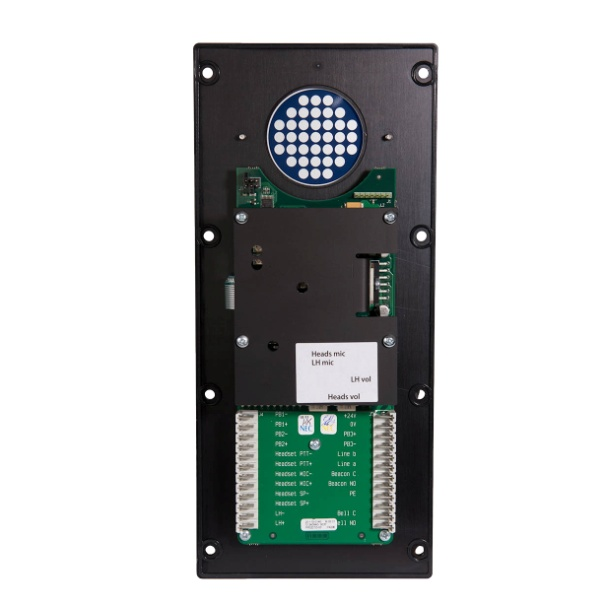 Heads mic
LH mic
LH vol
Heads vol
PB1- +24V
PB1+ 0V
PB2- PB3+
PB2+ PB3-
Headset PTT- Line b
Headset PTT+ Line a
Headset MIC- Beacon C
Headset MIC+ Beacon NO
Headset SP- PE
Headset SP+
LH- Bell C
LH+ Bell NO